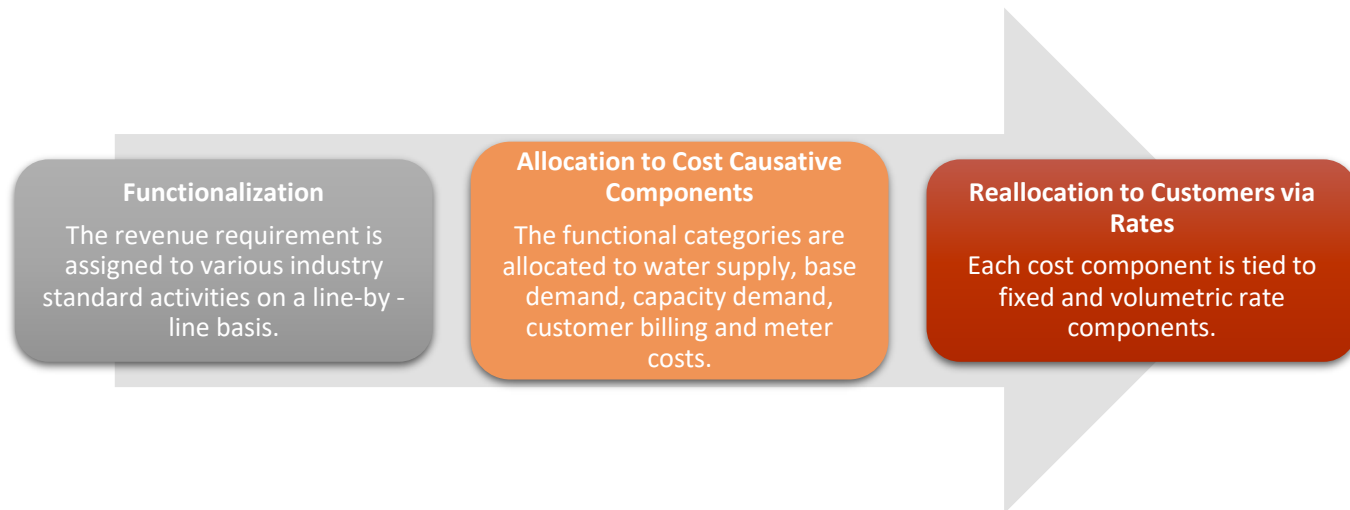 Functionalization
The revenue requirement is
assigned to various industry
standard activities on a line-by -
line basis.
Allocation to Cost Causative
Components
The functional categories are
allocated to water supply, base
demand, capacity demand,
customer billing and meter
costs.
Reallocation to Customers via
Rates
Each cost component is tied to
fixed and volumetric rate
components.